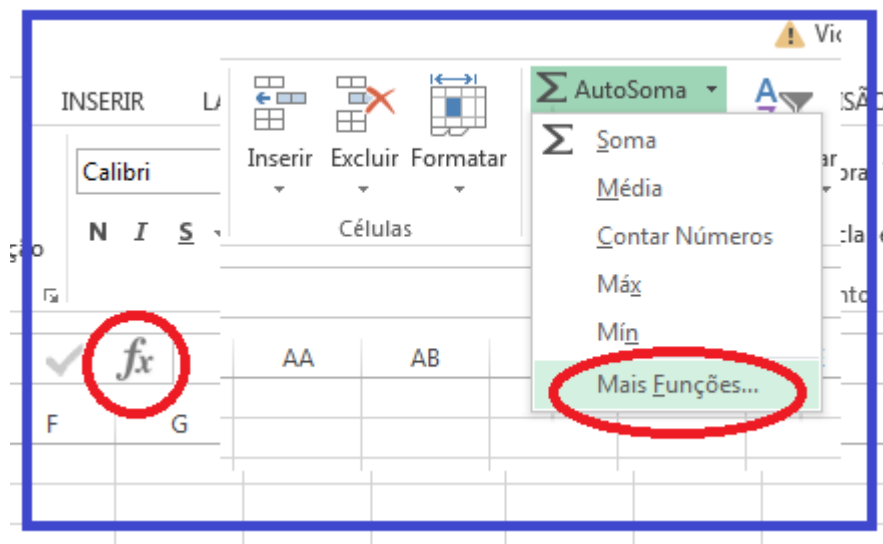 Vi
INSERIR
AutoSoma
Soma
Calibri
Inserir Excluir Formatar
Média
N I S
Células
Contar Números
Máx
Mín
fx
AA AB
Mais Funções...
F G